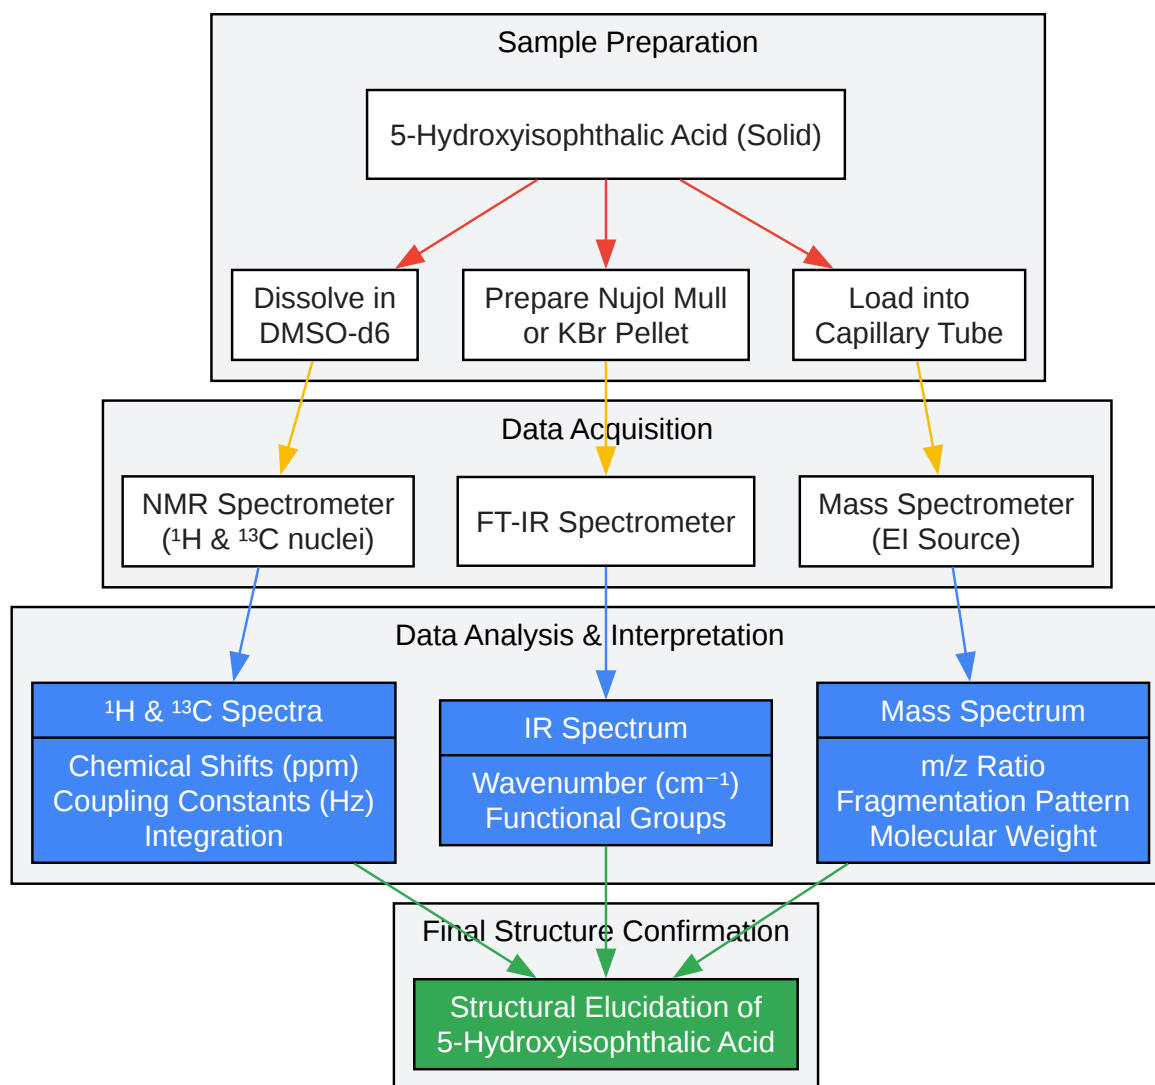 Sample Preparation
5-Hydroxyisophthalic Acid (Solid)
Dissolve in
DMSO-d6
Prepare Nujol Mull
or KBr Pellet
Load into
Capillary Tube
Data Acquisition
NMR Spectrometer
(¹H & ¹³C nuclei)
FT-IR Spectrometer
Mass Spectrometer
(EI Source)
Data Analysis & Interpretation
¹H & ¹³C Spectra
Chemical Shifts (ppm)
Coupling Constants (Hz)
Integration
IR Spectrum
Wavenumber (cm⁻¹)
Functional Groups
Mass Spectrum
m/z Ratio
Fragmentation Pattern
Molecular Weight
Final Structure Confirmation
Structural Elucidation of
5-Hydroxyisophthalic Acid